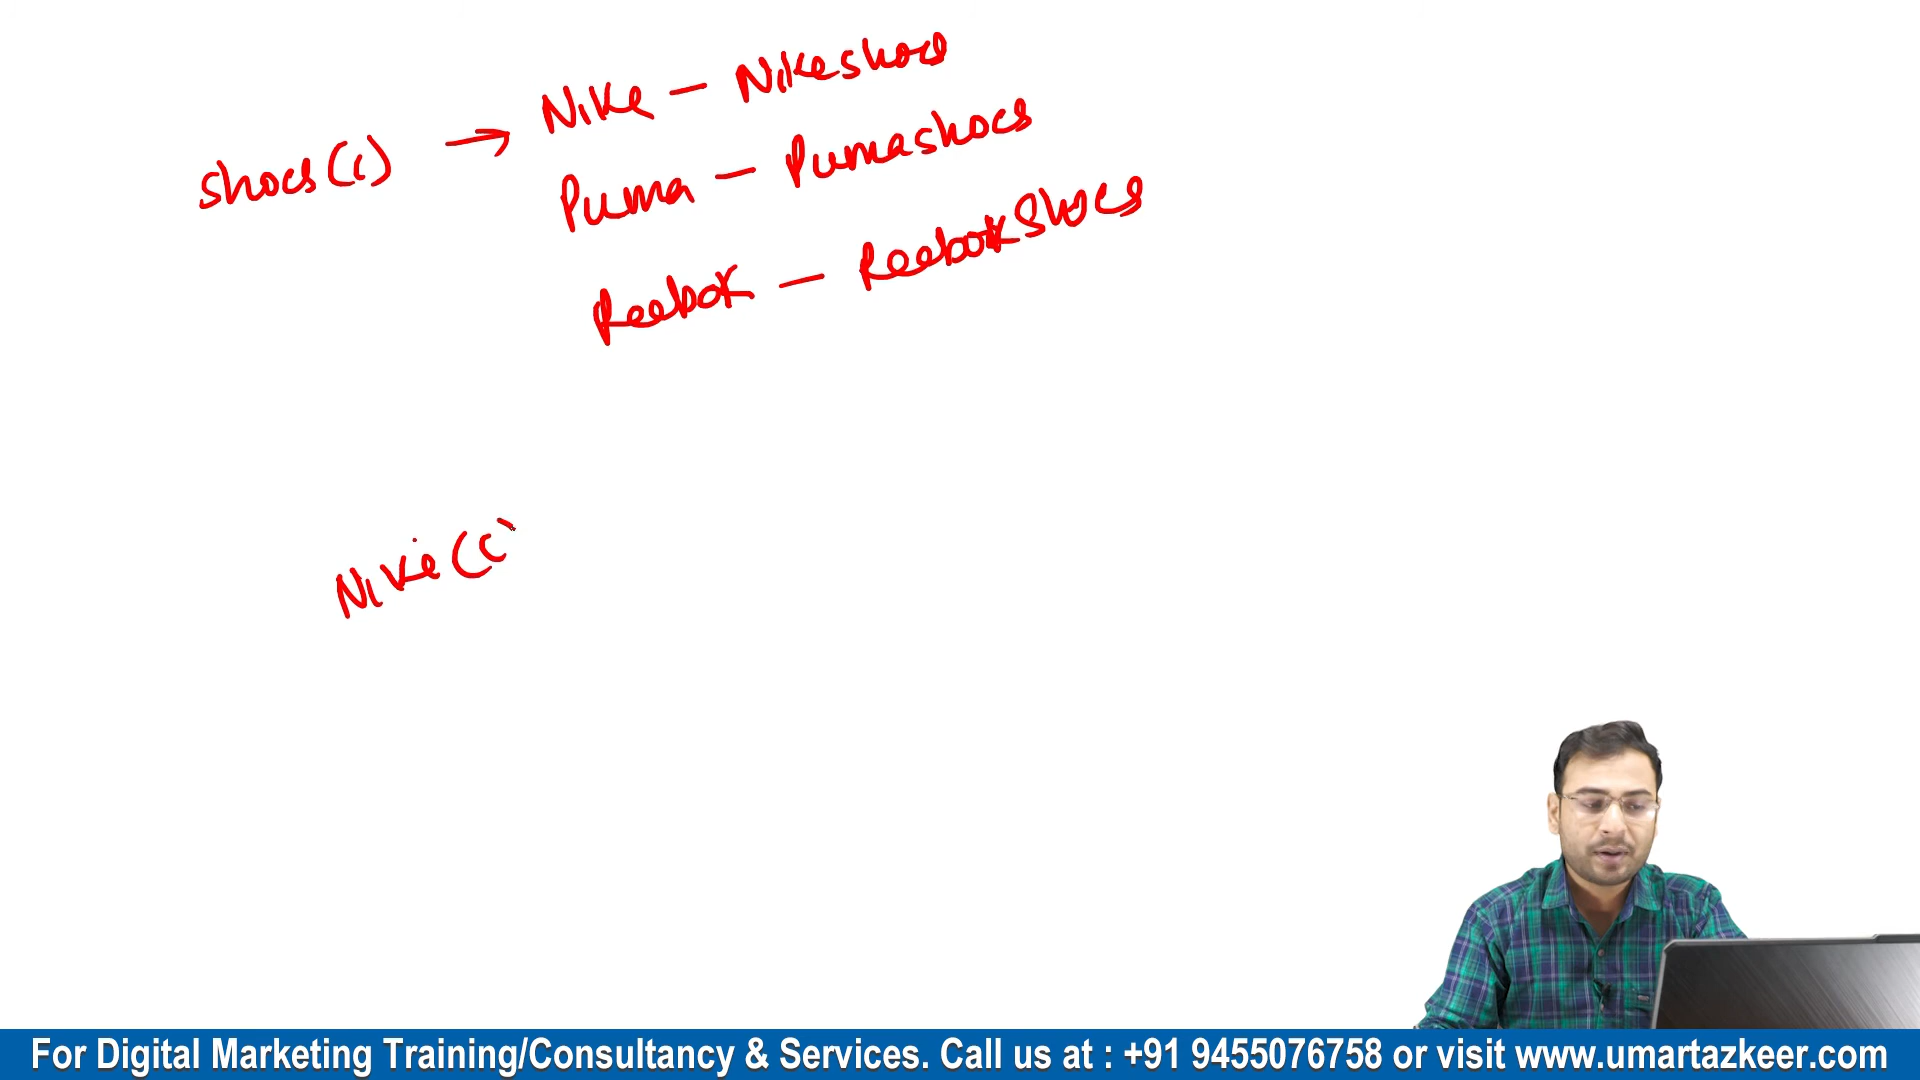 shoes(c) → Nike - Nikeshoes
Puma - Pumashoes
Reebok - ReebokShoes
Nike (c)
For Digital Marketing Training/Consultancy & Services. Call us at : +91 9455076758 or visit www.umartazkeer.com